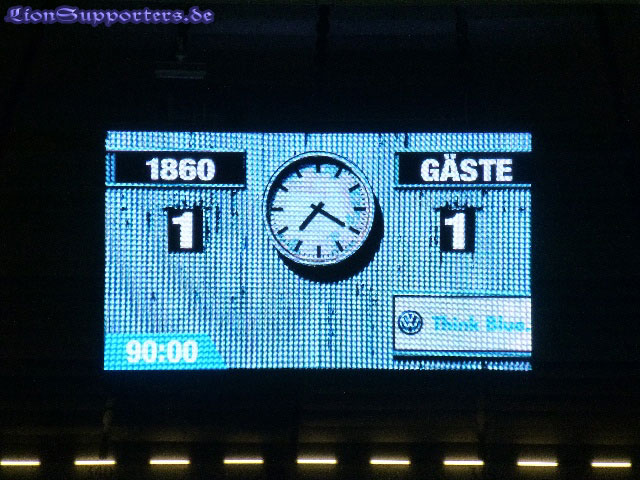 LionSupporters.de
1860
GÄSTE
1
1
Think Blue.
90:00